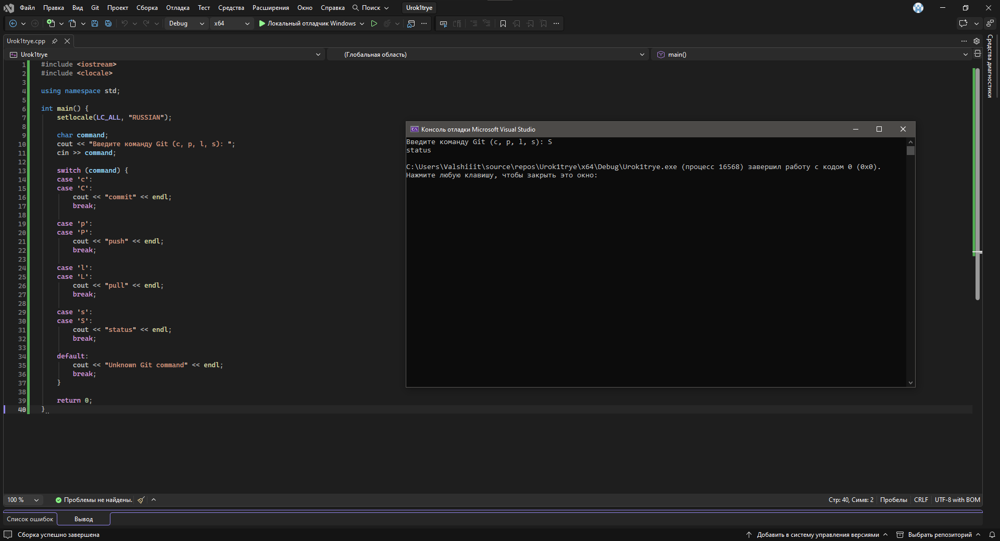 Файл Правка Вид Git Проект Сборка Отладка Тест Средства Расширения Окно Справка Поиск Urok1trye
Debug x64 Локальный отладчик Windows
Urok1trye.cpp
Urok1trye (Глобальная область) main()
Средства диагностики
1 #include <iostream>
2 #include <clocale>
3
4 using namespace std;
5
6 int main() {
7 setlocale(LC_ALL, "RUSSIAN");
8
9 char command;
10 cout << "Введите команду Git (c, p, l, s): ";
11 cin >> command;
12
13 switch (command) {
14 case 'c':
15 case 'C':
16 cout << "commit" << endl;
17 break;
18
19 case 'p':
20 case 'P':
21 cout << "push" << endl;
22 break;
23
24 case 'l':
25 case 'L':
26 cout << "pull" << endl;
27 break;
28
29 case 's':
30 case 'S':
31 cout << "status" << endl;
32 break;
33
34 default:
35 cout << "Unknown Git command" << endl;
36 break;
37 }
38
39 return 0;
40 }
Консоль отладки Microsoft Visual Studio
Введите команду Git (c, p, l, s): S
status
C:\Users\Valshiiit\source\repos\Urok1trye\x64\Debug\Urok1trye.exe (процесс 16568) завершил работу с кодом 0 (0x0).
Нажмите любую клавишу, чтобы закрыть это окно:
100 % Проблемы не найдены. Стр: 40, Симв: 2 Пробелы CRLF UTF-8 with BOM
Список ошибок Вывод
Сборка успешно завершена Добавить в систему управления версиями Выбрать репозиторий